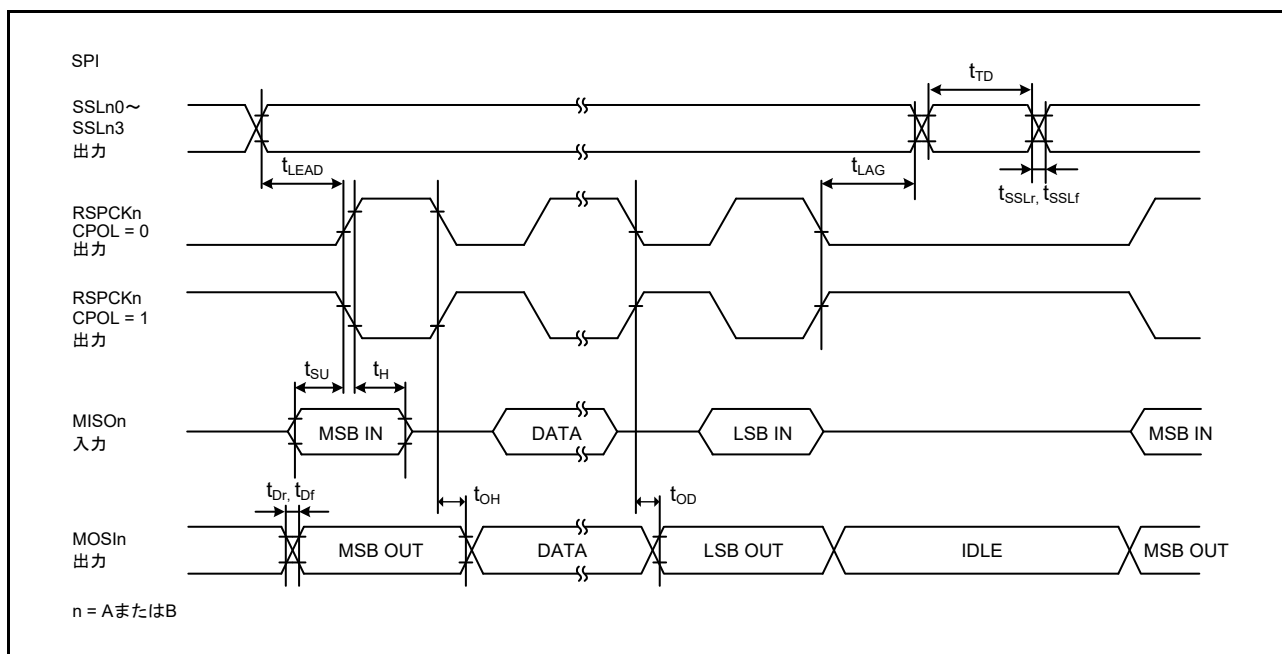 SPI
SSLn0～
SSLn3
出力
tTD
tLEAD
tLAG
tSSLr, tSSLf
RSPCKn
CPOL = 0
出力
RSPCKn
CPOL = 1
出力
tSU
tH
MISOn
入力
MSB IN
DATA
LSB IN
MSB IN
tDr, tDf
tOH
tOD
MOSIn
出力
MSB OUT
DATA
LSB OUT
IDLE
MSB OUT
n = AまたはB